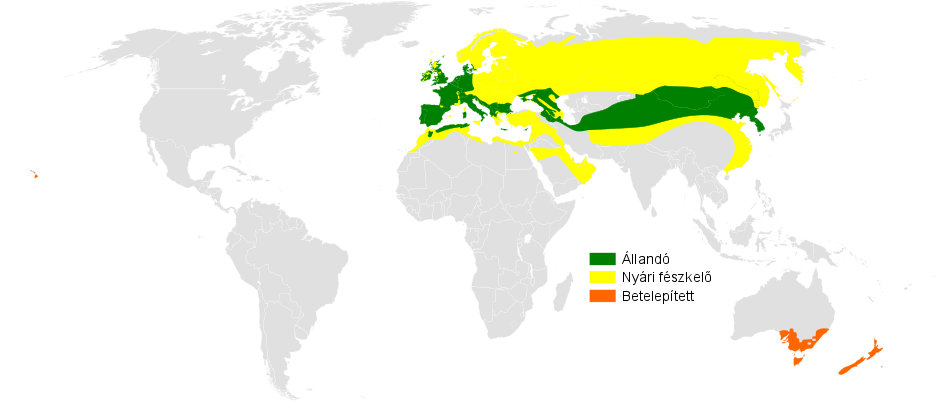 Állandó
Nyári fészkelő
Betelepített